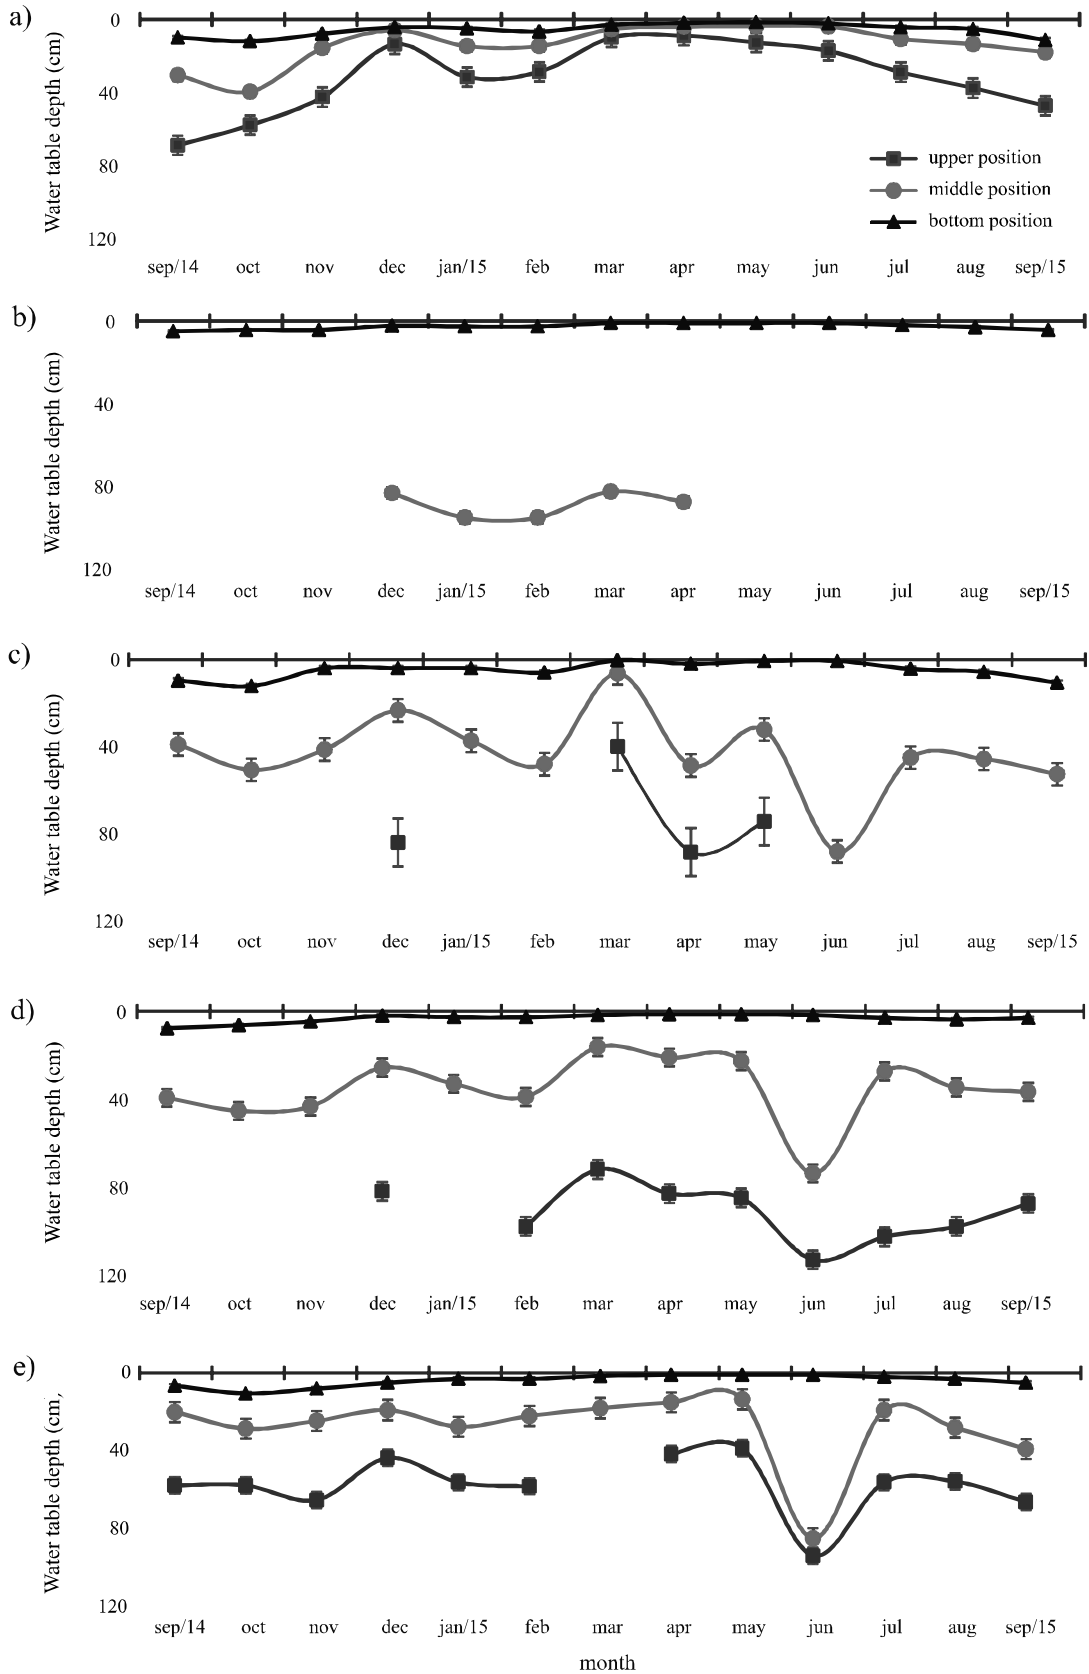 a)
Water table depth (cm)
0
40
80
120
upper position
middle position
bottom position
sep/14 oct nov dec jan/15 feb mar apr may jun jul aug sep/15
b)
Water table depth (cm)
0
40
80
120
sep/14 oct nov dec jan/15 feb mar apr may jun jul aug sep/15
c)
Water table depth (cm)
0
40
80
120
sep/14 oct nov dec jan/15 feb mar apr may jun jul aug sep/15
d)
Water table depth (cm)
0
40
80
120
sep/14 oct nov dec jan/15 feb mar apr may jun jul aug sep/15
e)
Water table depth (cm
0
40
80
120
sep/14 oct nov dec jan/15 feb mar apr may jun jul aug sep/15
month